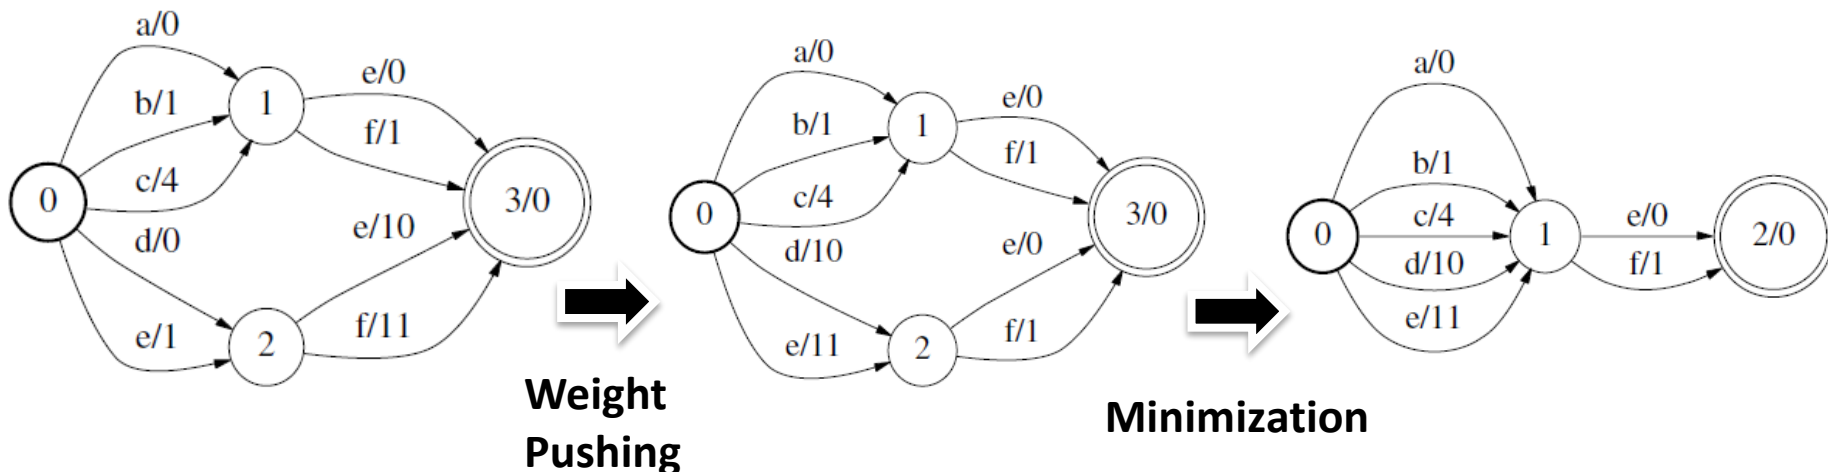 a/0
b/1
c/4
d/0
e/1
0
1
2
e/0
f/1
e/10
f/11
3/0
Weight
Pushing
a/0
b/1
c/4
d/10
e/11
0
1
2
e/0
f/1
e/0
f/1
3/0
Minimization
a/0
b/1
c/4
d/10
e/11
0
1
e/0
f/1
2/0